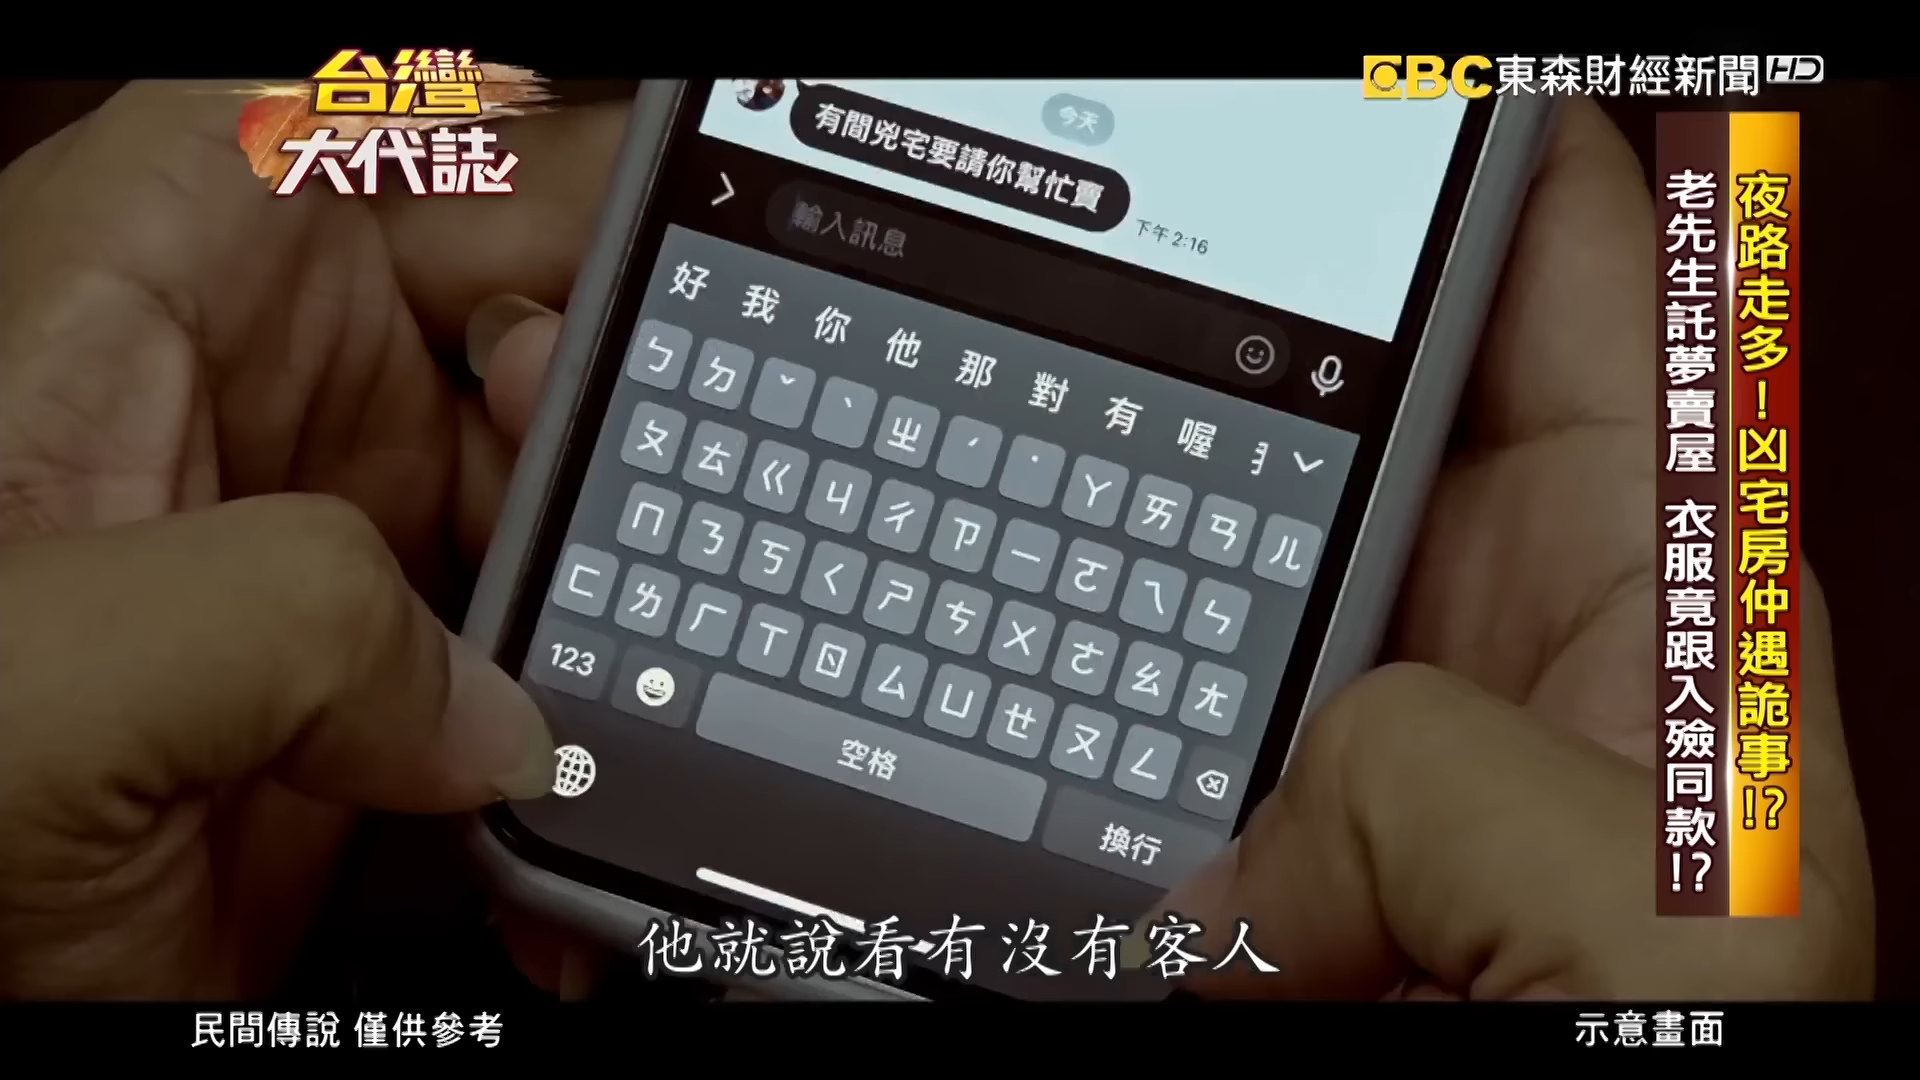 台灣
大代誌
EBC東森財經新聞HD
夜路走多！凶宅房仲遇詭事!?
老先生託夢賣屋 衣服竟跟入殮同款!?
今天
有間兇宅要請你幫忙賣
下午2:16
輸入訊息
好 我 你 他 那 對 有 喔
ㄅ ㄉ ˇ ˋ ㄓ ˊ ˙ ㄚ ㄞ ㄢ ㄦ
ㄆ ㄊ ㄍ ㄐ ㄔ ㄗ ㄧ ㄛ ㄟ ㄣ
ㄇ ㄋ ㄎ ㄑ ㄕ ㄘ ㄨ ㄜ ㄠ ㄤ
ㄈ ㄌ ㄏ ㄒ ㄖ ㄙ ㄩ ㄝ ㄡ ㄥ
123 空格 換行
他就說看有沒有客人
民間傳說 僅供參考
示意畫面